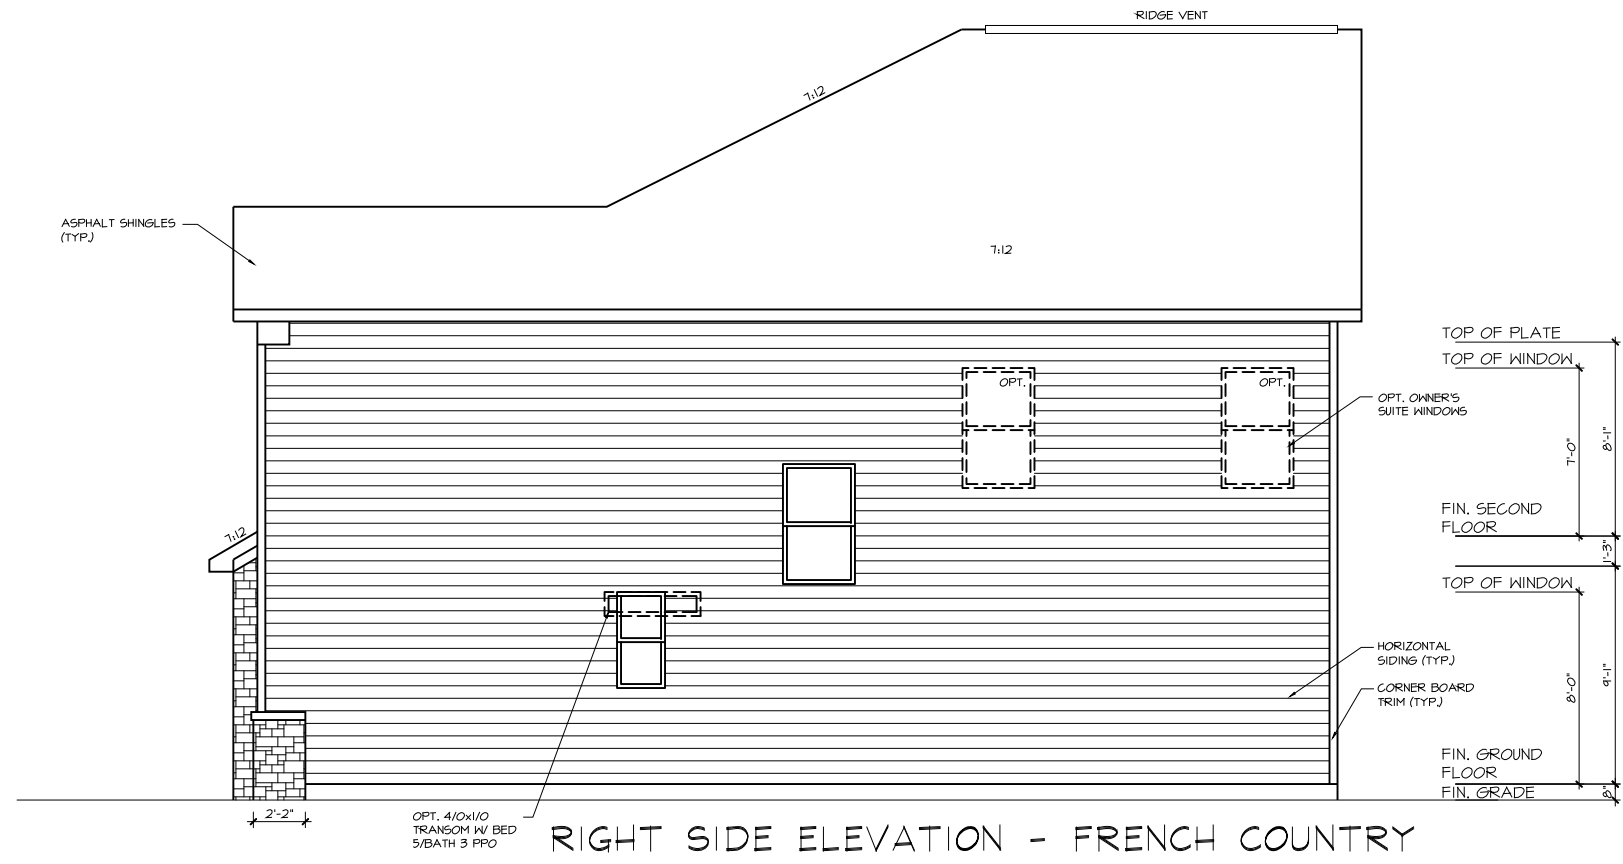 RIDGE VENT
7:12
ASPHALT SHINGLES
(TYP.)
7:12
TOP OF PLATE
TOP OF WINDOW
OPT.
OPT.
OPT. OWNER'S
SUITE WINDOWS
7'-0"
8'-1"
FIN. SECOND
FLOOR
7:12
1'-3"
TOP OF WINDOW
HORIZONTAL
SIDING (TYP.)
8'-0"
9'-1"
CORNER BOARD
TRIM (TYP.)
FIN. GROUND
FLOOR
FIN. GRADE
8"
2'-2"
OPT. 4/0x1/0
TRANSOM W/ BED
5/BATH 3 PPO
RIGHT SIDE ELEVATION - FRENCH COUNTRY